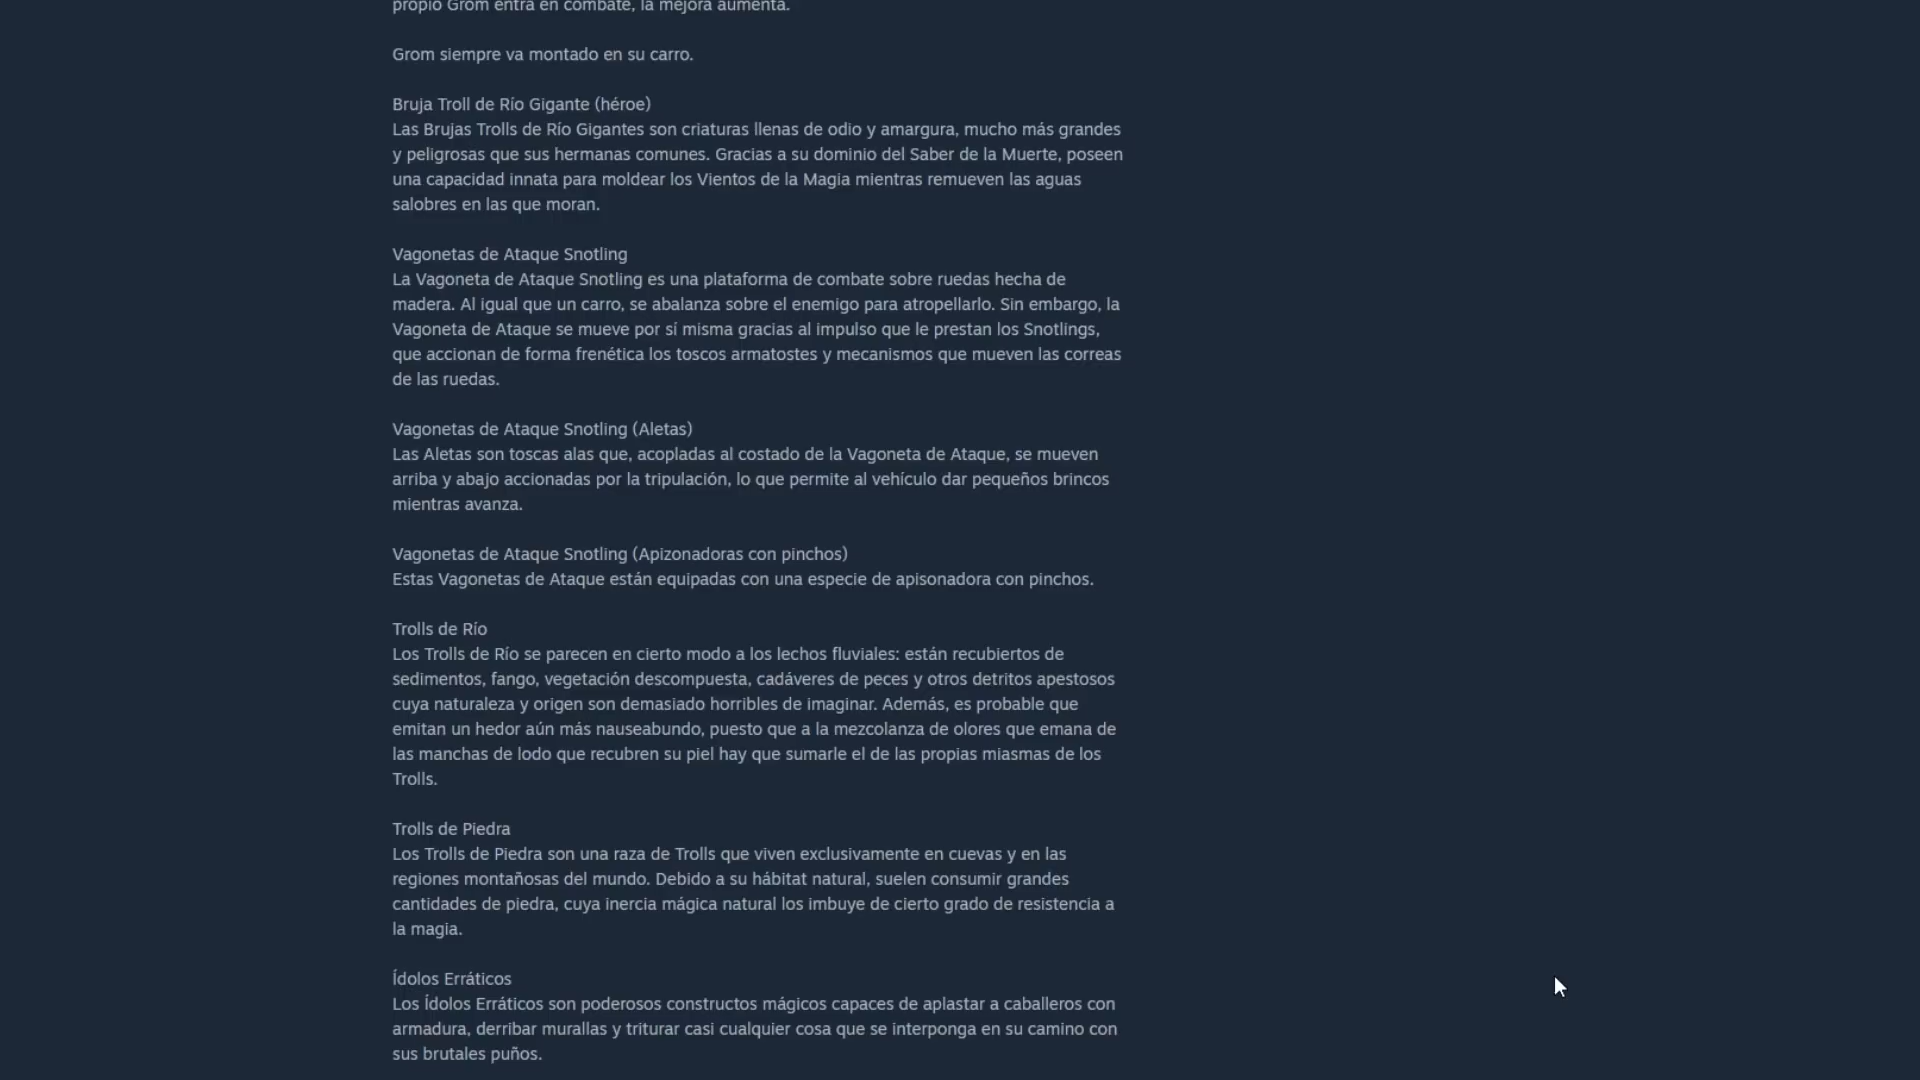 propio Grom entra en combate, la mejora aumenta.
Grom siempre va montado en su carro.
Bruja Troll de Río Gigante (héroe)
Las Brujas Trolls de Río Gigantes son criaturas llenas de odio y amargura, mucho más grandes
y peligrosas que sus hermanas comunes. Gracias a su dominio del Saber de la Muerte, poseen
una capacidad innata para moldear los Vientos de la Magia mientras remueven las aguas
salobres en las que moran.
Vagonetas de Ataque Snotling
La Vagoneta de Ataque Snotling es una plataforma de combate sobre ruedas hecha de
madera. Al igual que un carro, se abalanza sobre el enemigo para atropellarlo. Sin embargo, la
Vagoneta de Ataque se mueve por sí misma gracias al impulso que le prestan los Snotlings,
que accionan de forma frenética los toscos armatostes y mecanismos que mueven las correas
de las ruedas.
Vagonetas de Ataque Snotling (Aletas)
Las Aletas son toscas alas que, acopladas al costado de la Vagoneta de Ataque, se mueven
arriba y abajo accionadas por la tripulación, lo que permite al vehículo dar pequeños brincos
mientras avanza.
Vagonetas de Ataque Snotling (Apizonadoras con pinchos)
Estas Vagonetas de Ataque están equipadas con una especie de apisonadora con pinchos.
Trolls de Río
Los Trolls de Río se parecen en cierto modo a los lechos fluviales: están recubiertos de
sedimentos, fango, vegetación descompuesta, cadáveres de peces y otros detritos apestosos
cuya naturaleza y origen son demasiado horribles de imaginar. Además, es probable que
emitan un hedor aún más nauseabundo, puesto que a la mezcolanza de olores que emana de
las manchas de lodo que recubren su piel hay que sumarle el de las propias miasmas de los
Trolls.
Trolls de Piedra
Los Trolls de Piedra son una raza de Trolls que viven exclusivamente en cuevas y en las
regiones montañosas del mundo. Debido a su hábitat natural, suelen consumir grandes
cantidades de piedra, cuya inercia mágica natural los imbuye de cierto grado de resistencia a
la magia.
Ídolos Erráticos
Los Ídolos Erráticos son poderosos constructos mágicos capaces de aplastar a caballeros con
armadura, derribar murallas y triturar casi cualquier cosa que se interponga en su camino con
sus brutales puños.